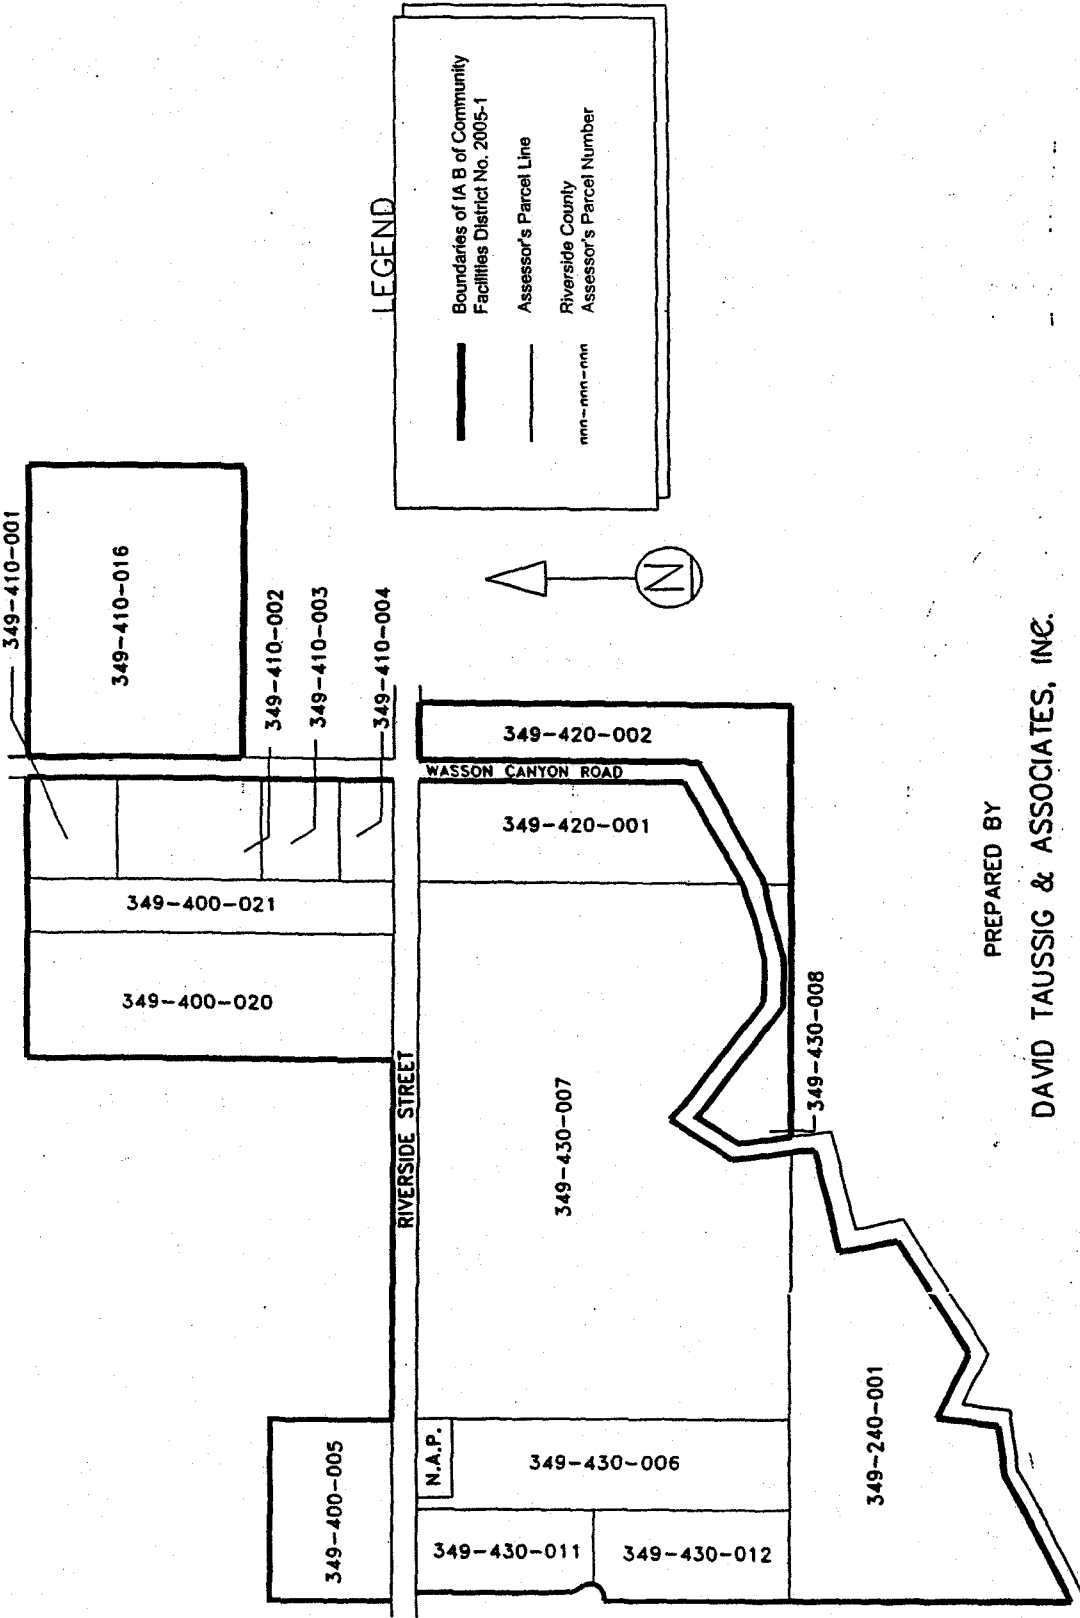 349-410-001
349-410-016
349-410-002
349-410-003
349-410-004
349-400-021
349-400-020
349-400-005
RIVERSIDE STREET
WASSON CANYON ROAD
349-420-002
349-420-001
349-430-007
349-430-008
N.A.P.
349-430-006
349-430-011
349-430-012
349-240-001
N
LEGEND
Boundaries of IA B of Community
Facilities District No. 2005-1
Assessor's Parcel Line
nnn-nnn-nnn
Riverside County
Assessor's Parcel Number
PREPARED BY
DAVID TAUSSIG & ASSOCIATES, INC.